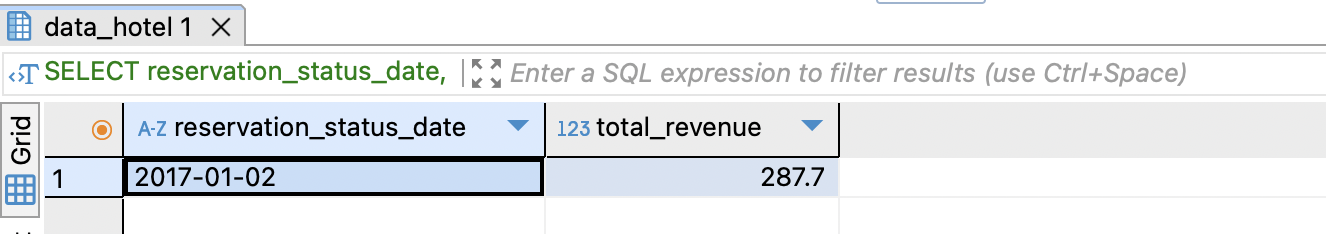 data_hotel 1
SELECT reservation_status_date, Enter a SQL expression to filter results (use Ctrl+Space)
Grid
A-Z reservation_status_date 123 total_revenue
1 2017-01-02 287.7